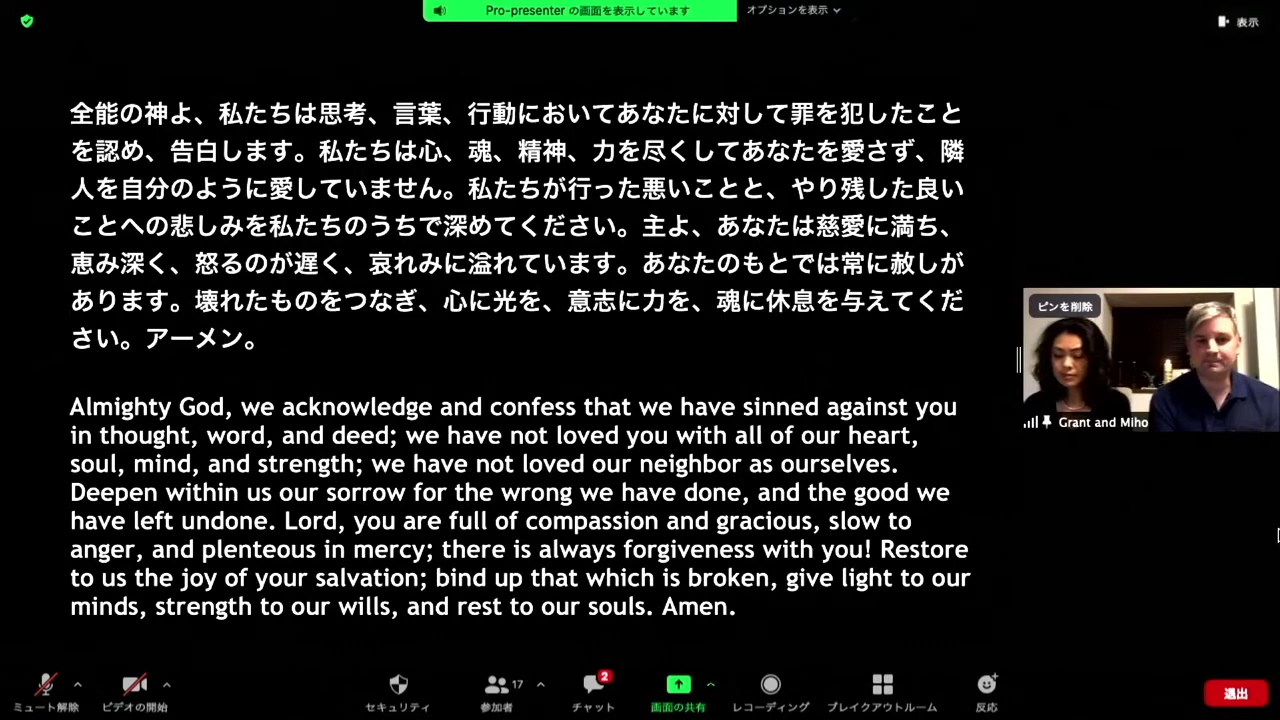 Pro-presenter の画面を表示しています
オプションを表示
表示
全能の神よ、私たちは思考、言葉、行動においてあなたに対して罪を犯したこと
を認め、告白します。私たちは心、魂、精神、力を尽くしてあなたを愛さず、隣
人を自分のように愛していません。私たちが行った悪いことと、やり残した良い
ことへの悲しみを私たちのうちで深めてください。主よ、あなたは慈愛に満ち、
恵み深く、怒るのが遅く、哀れみに溢れています。あなたのもとでは常に赦しが
あります。壊れたものをつなぎ、心に光を、意志に力を、魂に休息を与えてくだ
さい。アーメン。
Almighty God, we acknowledge and confess that we have sinned against you
in thought, word, and deed; we have not loved you with all of our heart,
soul, mind, and strength; we have not loved our neighbor as ourselves.
Deepen within us our sorrow for the wrong we have done, and the good we
have left undone. Lord, you are full of compassion and gracious, slow to
anger, and plenteous in mercy; there is always forgiveness with you! Restore
to us the joy of your salvation; bind up that which is broken, give light to our
minds, strength to our wills, and rest to our souls. Amen.
ピンを削除
Grant and Miho
ミュート解除
ビデオの開始
セキュリティ
17
参加者
2
チャット
画面の共有
レコーディング
ブレイクアウトルーム
反応
退出